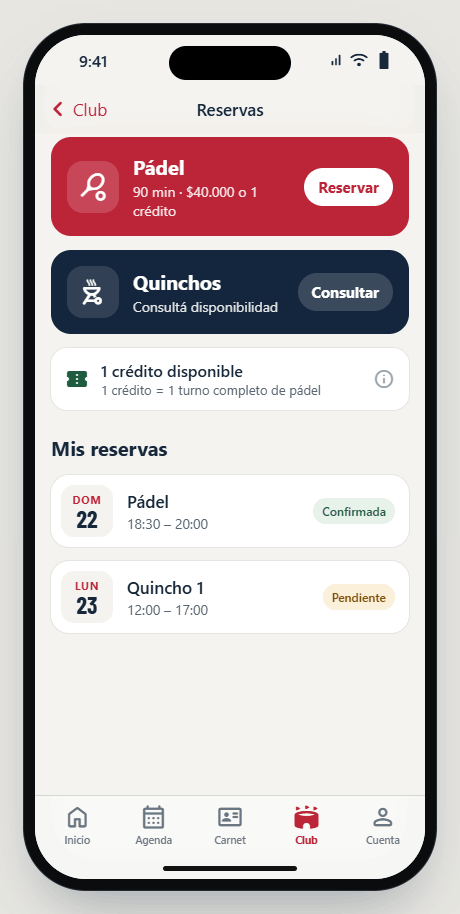 9:41
Club
Reservas
Pádel
90 min · $40.000 o 1
crédito
Reservar
Quinchos
Consultá disponibilidad
Consultar
1 crédito disponible
1 crédito = 1 turno completo de pádel
Mis reservas
DOM
22
Pádel
18:30 – 20:00
Confirmada
LUN
23
Quincho 1
12:00 – 17:00
Pendiente
Inicio
Agenda
Carnet
Club
Cuenta